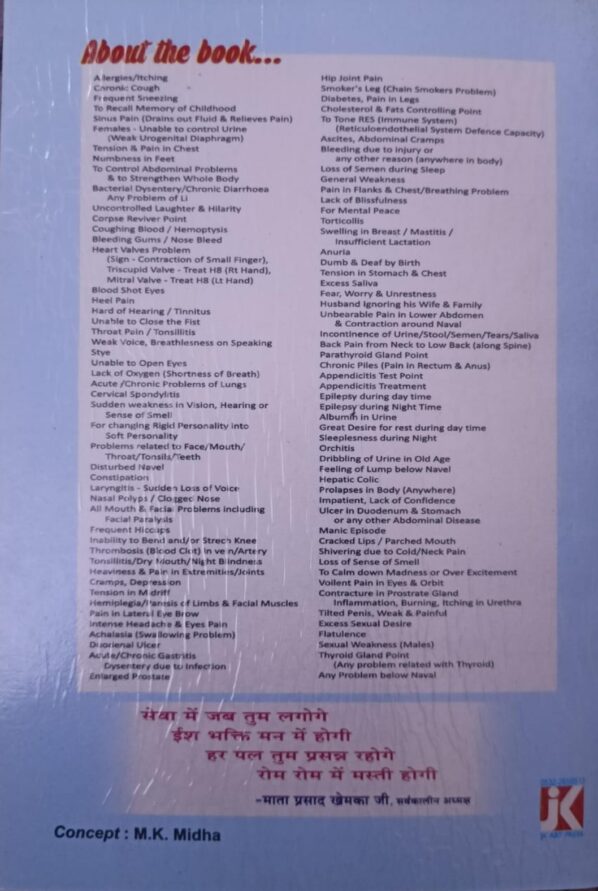 About the book...
Allergies/Itching
Caronic Cough
Frequent Sneezing
To Recall Memory of Childhood
Sinus Pain (Drains out Fluid & Relieves Pain)
Females - Unable to control Urine
(Weak Urogenital Diaphragm)
Tension & Pain in Chest
Numbness in Feet
To Control Abdominal Problems
& to Strengthen Whole Body
Bacterial Dysentery/Chronic Diarrhoea
Any Problem of Li
Uncontrolled Laughter & Hilarity
Corpse Reviver Point
Coughing Blood / Hemoptysis
Bleeding Gums / Nose Bleed
Heart Valves Problem
(Sign - Contraction of Small Finger),
Triscupid Valve - Treat H8 (Rt Hand),
Mitral Valve - Treat H8 (Lt Hand)
Blood Shot Eyes
Heel Pain
Hard of Hearing / Tinnitus
Unable to Close the Fist
Throat Pain / Tonsillitis
Weak Voice, Breathlesness on Speaking
Stye
Unable to Open Eyes
Lack of Oxygen (Shortness of Breath)
Acute /Chronic Problems of Lungs
Cervical Spondylitis
Sudden weakness in Vision, Hearing or
Sense of Smell
For changing Rigid Personality into
Soft Personality
Problems related to Face/Mouth/
Throat/Tonsils/Teeth
Disturbed Navel
Constipation
Laryngitis - Sudden Loss of Voice
Nasal Polyps / Clogged Nose
All Mouth & Facial Problems including
Facial Paralysis
Frequent Hiccups
Inability to Bend and/or Strech Knee
Thrombosis (Blood Clot) in vein/Artery
Tonsillitis/Dry Mouth/Night Blindness
Heaviness & Pain in Extremities/Joints
Cramps, Depression
Tension in Midriff
Hemiplegia/Paresis of Limbs & Facial Muscles
Pain in Lateral Eye Brow
Intense Headache & Eyes Pain
Achalasia (Swallowing Problem)
Duorienal Ulcer
Acute/Chronic Gastritis
Dysentery due to Infection
Enlarged Prostate
Hip Joint Pain
Smoker's Leg (Chain Smokers Problem)
Diabetes, Pain in Legs
Cholesterol & Fats Controlling Point
To Tone RES (Immune System)
(Reticuloendothelial System Defence Capacity)
Ascites, Abdominal Cramps
Bleeding due to injury or
any other reason (anywhere in body)
Loss of Semen during Sleep
General Weakness
Pain in Flanks & Chest/Breathing Problem
Lack of Blissfulness
For Mental Peace
Torticollis
Swelling in Breast / Mastitis /
Insufficient Lactation
Anuria
Dumb & Deaf by Birth
Tension in Stomach & Chest
Excess Saliva
Fear, Worry & Unrestness
Husband Ignoring his Wife & Family
Unbearable Pain in Lower Abdomen
& Contraction around Naval
Incontinence of Urine/Stool/Semen/Tears/Saliva
Back Pain from Neck to Low Back (along Spine)
Parathyroid Gland Point
Chronic Piles (Pain in Rectum & Anus)
Appendicitis Test Point
Appendicitis Treatment
Epilepsy during day time
Epilepsy during Night Time
Albumin in Urine
Great Desire for rest during day time
Sleeplesness during Night
Orchitis
Dribbling of Urine in Old Age
Feeling of Lump below Navel
Hepatic Colic
Prolapses in Body (Anywhere)
Impatient, Lack of Confidence
Ulcer in Duodenum & Stomach
or any other Abdominal Disease
Manic Episode
Cracked Lips / Parched Mouth
Shivering due to Cold/Neck Pain
Loss of Sense of Smell
To Calm down Madness or Over Excitement
Voilent Pain in Eyes & Orbit
Contracture in Prostrate Gland
Inflammation, Burning, Itching in Urethra
Tilted Penis, Weak & Painful
Excess Sexual Desire
Flatulence
Sexual Weakness (Males)
Thyroid Gland Point
(Any problem related with Thyroid)
Any Problem below Naval
सेवा में जब तुम लगोगे
ईश भक्ति मन में होगी
हर पल तुम प्रसन्न रहोगे
रोम रोम में मस्ती होगी
-माता प्रसाद खेमका जी, सर्वकालीन अध्यक्ष
Concept : M.K. Midha
JK
JK ART PRESS